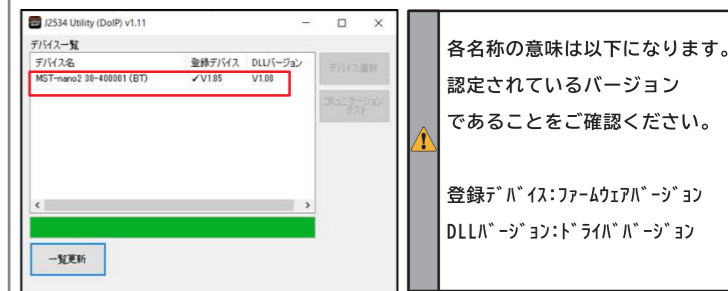 J2534 Utility (DoIP) v1.11
デバイス一覧
デバイス名 登録デバイス DLLバージョン
MST-nano2 38-400001 (BT) ✓V1.85 V1.08
デバイス選択
コミュニケーション
テスト
一覧更新
各名称の意味は以下になります。
認定されているバージョン
であることをご確認ください。
登録ﾃﾞﾊﾞｲｽ:ﾌｧｰﾑｳｪｱﾊﾞｰｼﾞｮﾝ
DLLﾊﾞｰｼﾞｮﾝ:ﾄﾞﾗｲﾊﾞﾊﾞｰｼﾞｮﾝ